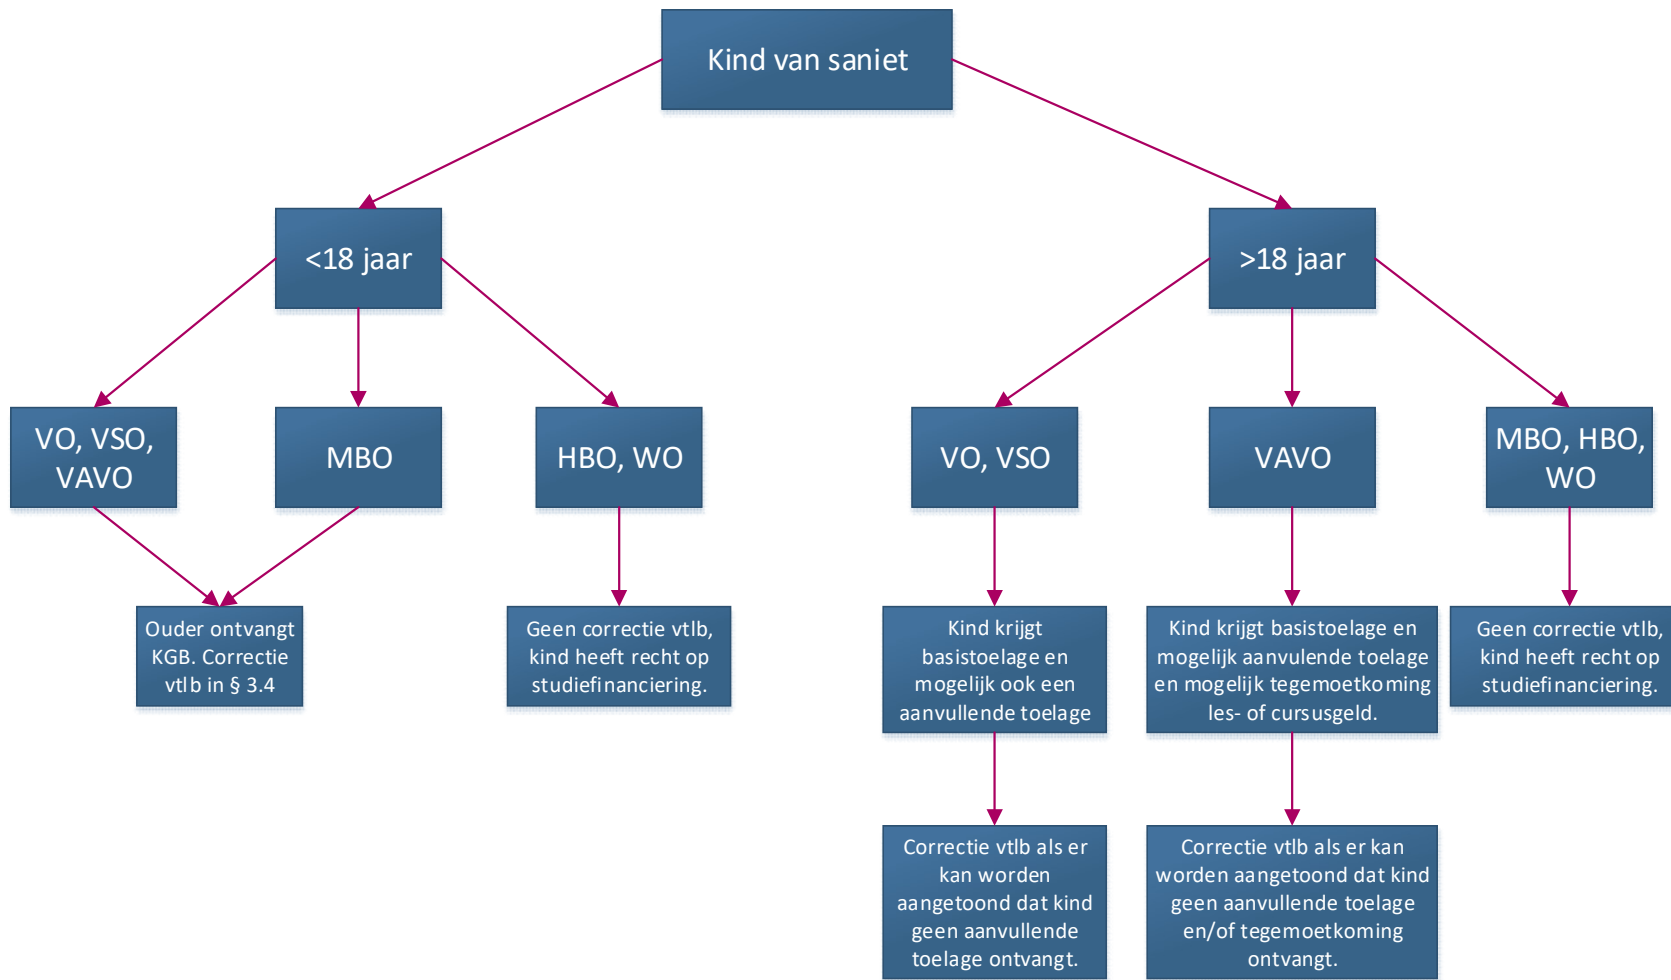 Kind van saniet
<18 jaar
>18 jaar
VO, VSO,
VAVO
MBO
HBO, WO
VO, VSO
VAVO
MBO, HBO,
WO
Ouder ontvangt
KGB. Correctie
vtlb in § 3.4
Geen correctie vtlb,
kind heeft recht op
studiefinanciering.
Kind krijgt
basistoelage en
mogelijk ook een
aanvullende toelage
Kind krijgt basistoelage en
mogelijk aanvulende toelage
en mogelijk tegemoetkoming
les- of cursusgeld.
Geen correctie vtlb,
kind heeft recht op
studiefinanciering.
Correctie vtlb als er
kan worden
aangetoond dat kind
geen aanvullende
toelage ontvangt.
Correctie vtlb als er kan
worden aangetoond dat kind
geen aanvullende toelage
en/of tegemoetkoming
ontvangt.